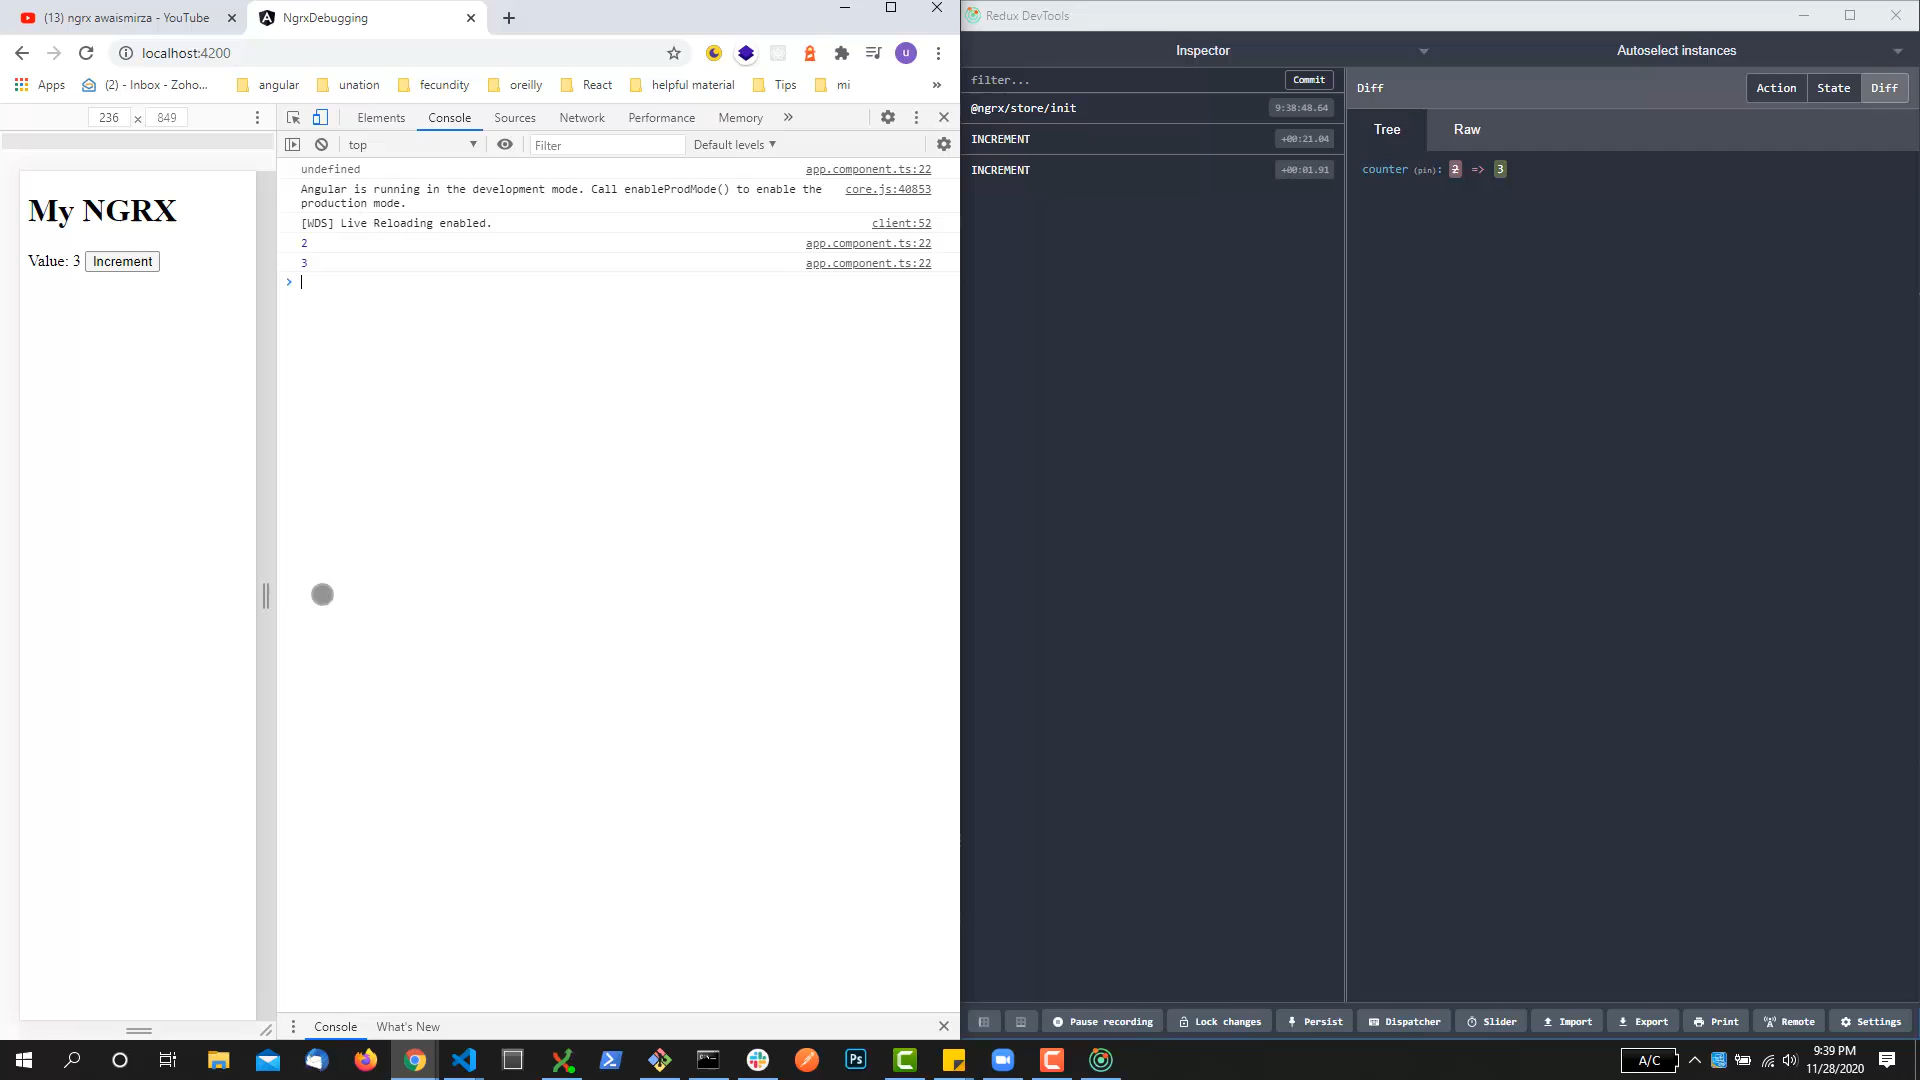 (13) ngrx awaismirza - YouTube
NgrxDebugging
localhost:4200
U
Apps
(2) - Inbox - Zoho...
angular
unation
fecundity
oreilly
React
helpful material
Tips
mi
»
236 x 849
Elements
Console
Sources
Network
Performance
Memory
»
top
Filter
Default levels ▼
undefined app.component.ts:22
Angular is running in the development mode. Call enableProdMode() to enable the core.js:40853
production mode.
[WDS] Live Reloading enabled. client:52
2 app.component.ts:22
3 app.component.ts:22
>
My NGRX
Value: 3 Increment
Console
What's New
Redux DevTools
Inspector
Autoselect instances
filter...
Commit
@ngrx/store/init 9:38:48.64
INCREMENT +00:21.04
INCREMENT +00:01.91
Diff
Action
State
Diff
Tree
Raw
counter (pin): 2 => 3
Pause recording
Lock changes
Persist
Dispatcher
Slider
Import
Export
Print
Remote
Settings
Ps
A/C
9:39 PM
11/28/2020